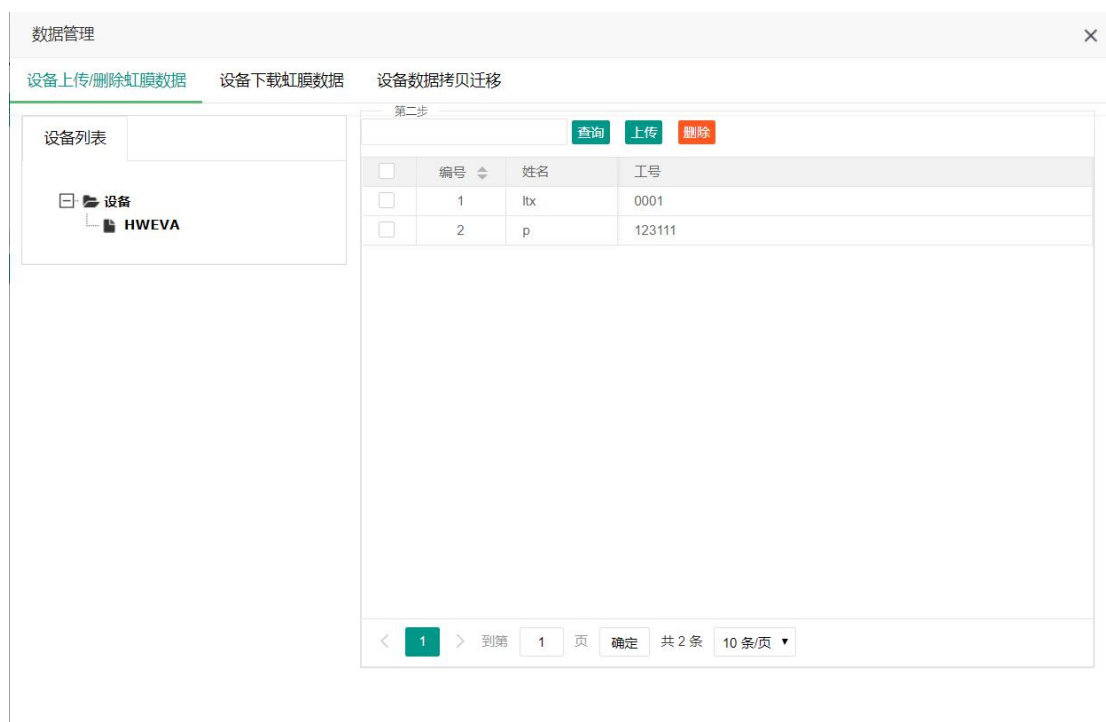 数据管理
设备上传/删除虹膜数据 设备下载虹膜数据 设备数据拷贝迁移
设备列表
设备
HWEVA
第二步
查询 上传 删除
编号 姓名 工号
1 ltx 0001
2 p 123111
1 到第 1 页 确定 共 2 条 10 条/页